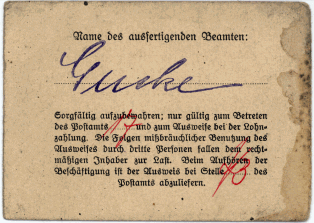 Name des ausfertigenden Beamten:
Sorgfältig aufzubewahren; nur gültig zum Betreten
des Postamts 17 und zum Ausweise bei der Lohn-
zahlung. Die Folgen mißbräuchlicher Benutzung des
Ausweises durch dritte Personen fallen dem recht-
mäßigen Inhaber zur Last. Beim Aufhören der
Beschäftigung ist der Ausweis bei Stelle des
Postamts abzuliefern.